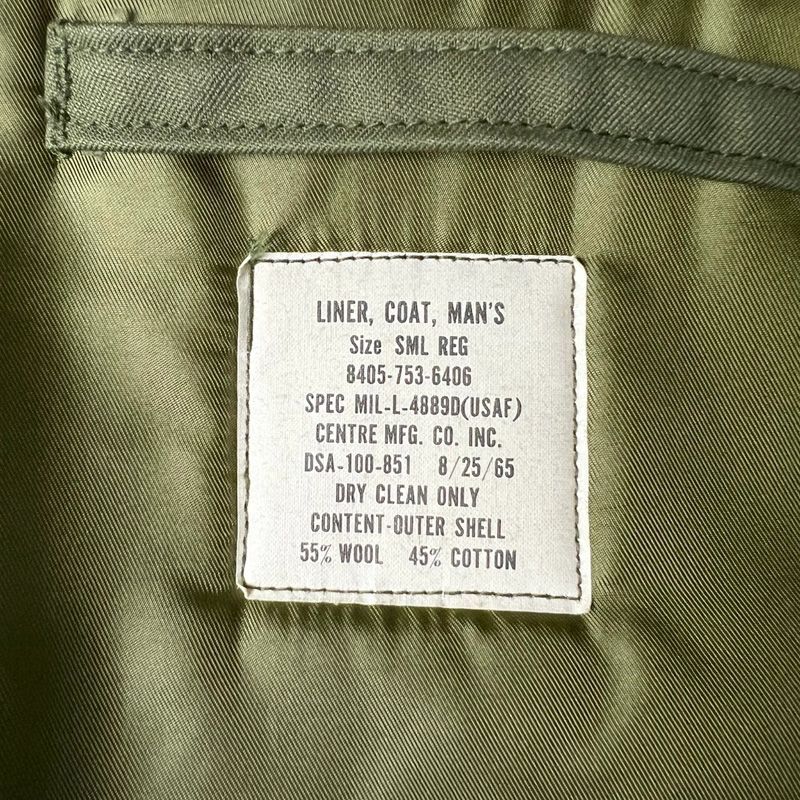 LINER, COAT, MAN'S
Size SML REG
8405-753-6406
SPEC MIL-L-4889D(USAF)
CENTRE MFG. CO. INC.
DSA-100-851 8/25/65
DRY CLEAN ONLY
CONTENT-OUTER SHELL
55% WOOL 45% COTTON